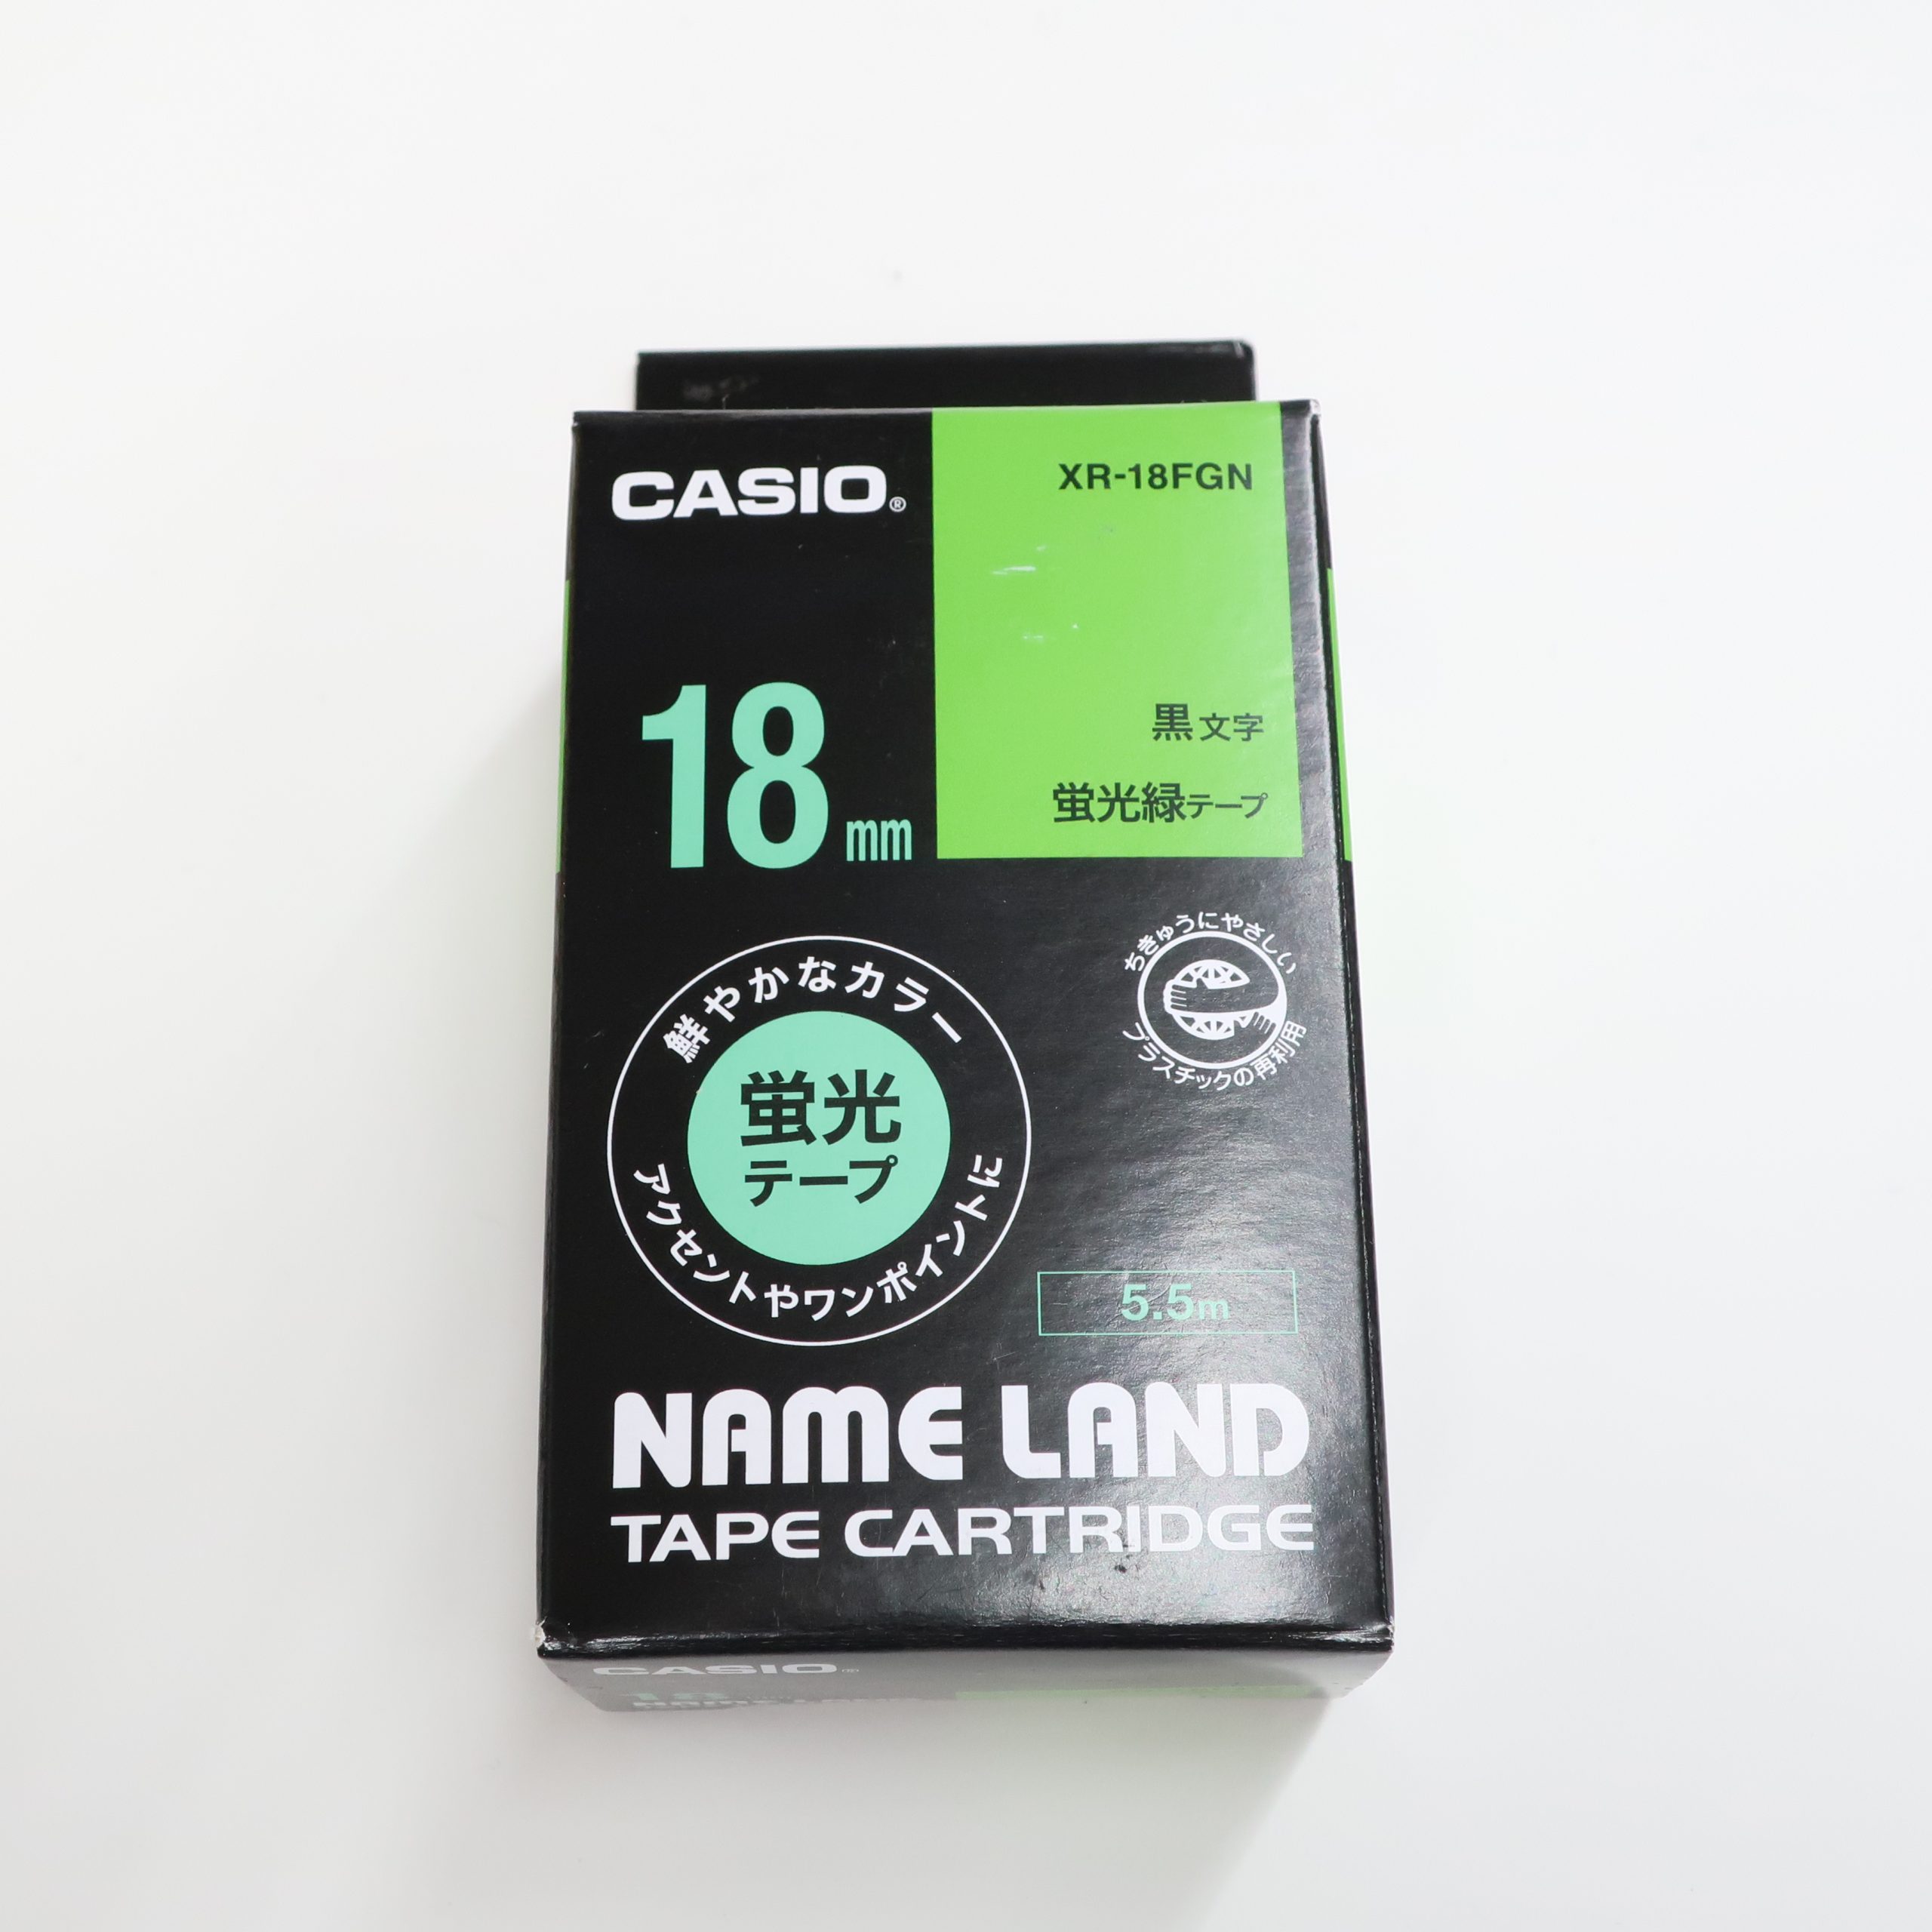 CASIO®
XR-18FGN
18mm
黒文字
蛍光緑テープ
ちきゅうにやさしい
プラスチックの再利用
鮮やかなカラー
蛍光
テープ
アクセントやワンポイントに
5.5m
NAME LAND
TAPE CARTRIDGE
CASIO®
18